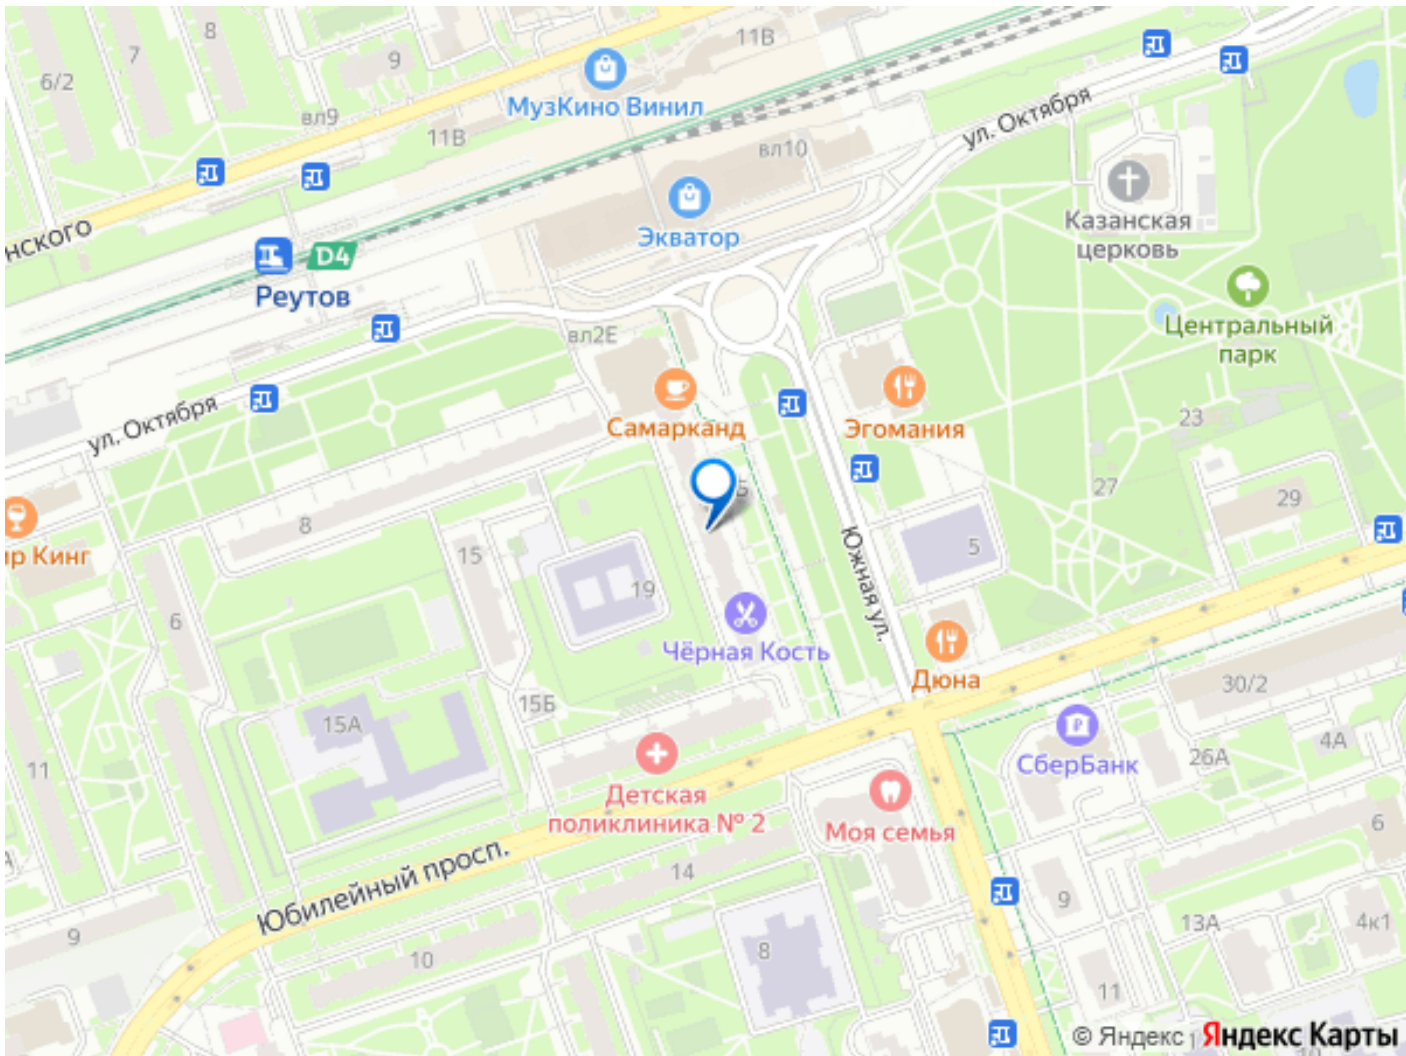 11В
8
7
9
6/2
МузКино Винил
вл9
11В
ул. Октября
вл10
Казанская
церковь
нского
Экватор
D4
Реутов
Центральный
парк
вл2Е
ул. Октября
Самарканд
Эгомания
23
27
29
8
15
5
ир Кинг
Южная ул.
19
6
Чёрная Кость
Дюна
30/2
15Б
15А
4А
26А
СберБанк
11
Детская
поликлиника № 2
Моя семья
6
Юбилейный просп.
14
9
13А
4к1
9
10
8
11
© Яндекс
Яндекс Карты